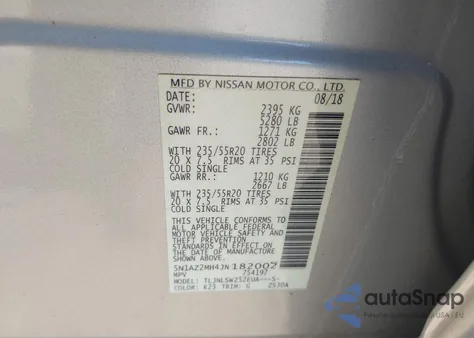 MFD BY NISSAN MOTOR CO., LTD.
DATE: 08/18
GVWR: 2395 KG
5280 LB
GAWR FR.: 1271 KG
2802 LB
WITH 235/55R20 TIRES
20 X 7.5 RIMS AT 35 PSI
COLD SINGLE
GAWR RR.: 1210 KG
2667 LB
WITH 235/55R20 TIRES
20 X 7.5 RIMS AT 35 PSI
COLD SINGLE
THIS VEHICLE CONFORMS TO
ALL APPLICABLE FEDERAL
MOTOR VEHICLE SAFETY AND
THEFT PREVENTION
STANDARDS IN EFFECT ON
THE DATE OF MANUFACTURE
SHOWN ABOVE.
5N1AZ2MH4JN182002
MPV 754197
COLOR: K23 TRIM: G
autoSnap